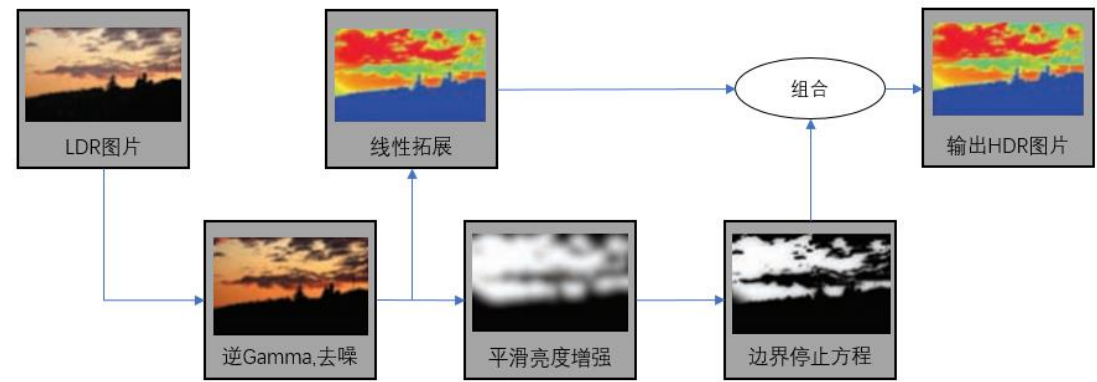 LDR图片
线性拓展
组合
输出HDR图片
逆Gamma,去噪
平滑亮度增强
边界停止方程